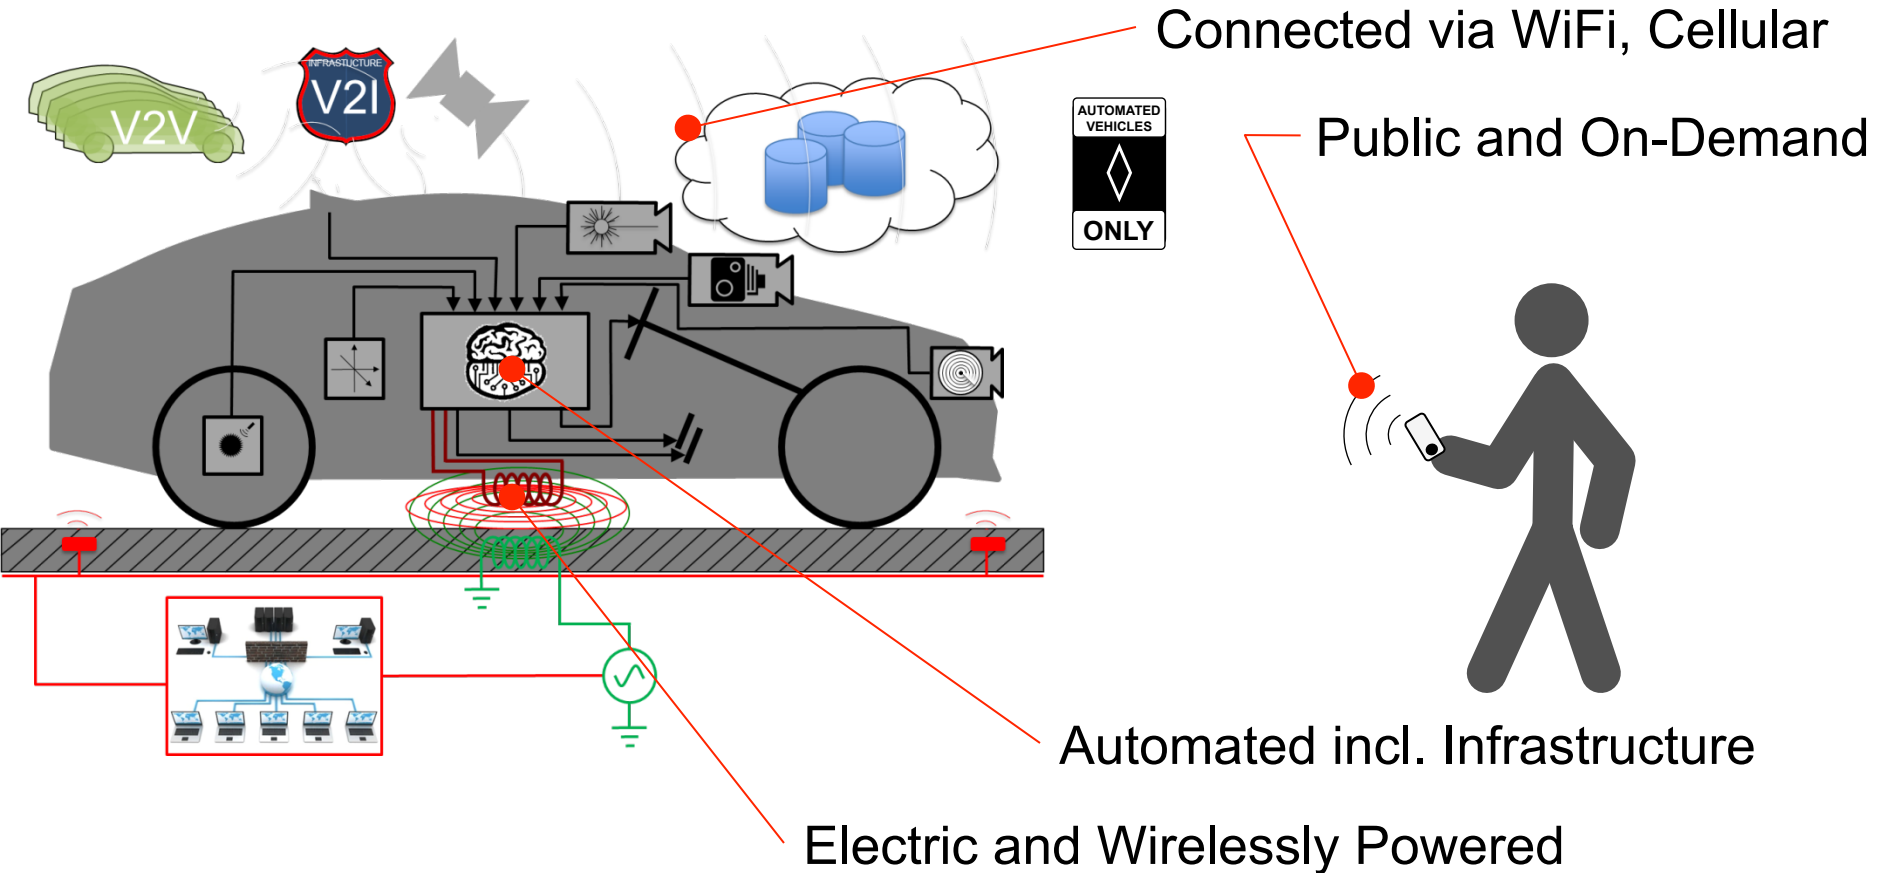 Connected via WiFi, Cellular
INFRASTUCTURE
V2I
V2V
AUTOMATED
VEHICLES
ONLY
Public and On-Demand
Automated incl. Infrastructure
Electric and Wirelessly Powered